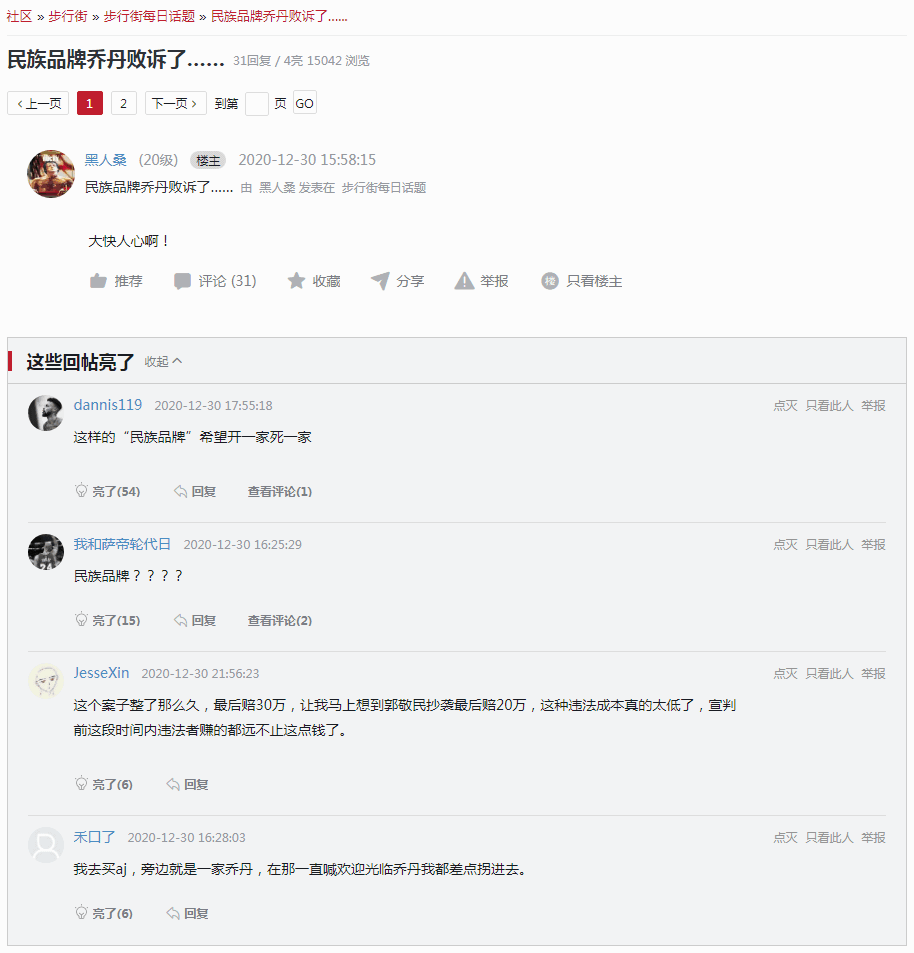 社区 » 步行街 » 步行街每日话题 » 民族品牌乔丹败诉了……
民族品牌乔丹败诉了…… 31回复 / 4亮 15042 浏览
‹ 上一页 1 2 下一页 › 到第 页 GO
黑人桑 (20级) 楼主 2020-12-30 15:58:15
民族品牌乔丹败诉了…… 由 黑人桑 发表在 步行街每日话题
大快人心啊！
推荐 评论 (31) 收藏 分享 举报 楼 只看楼主
这些回帖亮了 收起
dannis119 2020-12-30 17:55:18 点灭 只看此人 举报
这样的“民族品牌”希望开一家死一家
亮了(54) 回复 查看评论(1)
我和萨帝轮代日 2020-12-30 16:25:29 点灭 只看此人 举报
民族品牌？？？？
亮了(15) 回复 查看评论(2)
JesseXin 2020-12-30 21:56:23 点灭 只看此人 举报
这个案子整了那么久，最后赔30万，让我马上想到郭敬民抄袭最后赔20万，这种违法成本真的太低了，宣判
前这段时间内违法者赚的都远不止这点钱了。
亮了(6) 回复
禾口了 2020-12-30 16:28:03 点灭 只看此人 举报
我去买aj，旁边就是一家乔丹，在那一直喊欢迎光临乔丹我都差点拐进去。
亮了(6) 回复